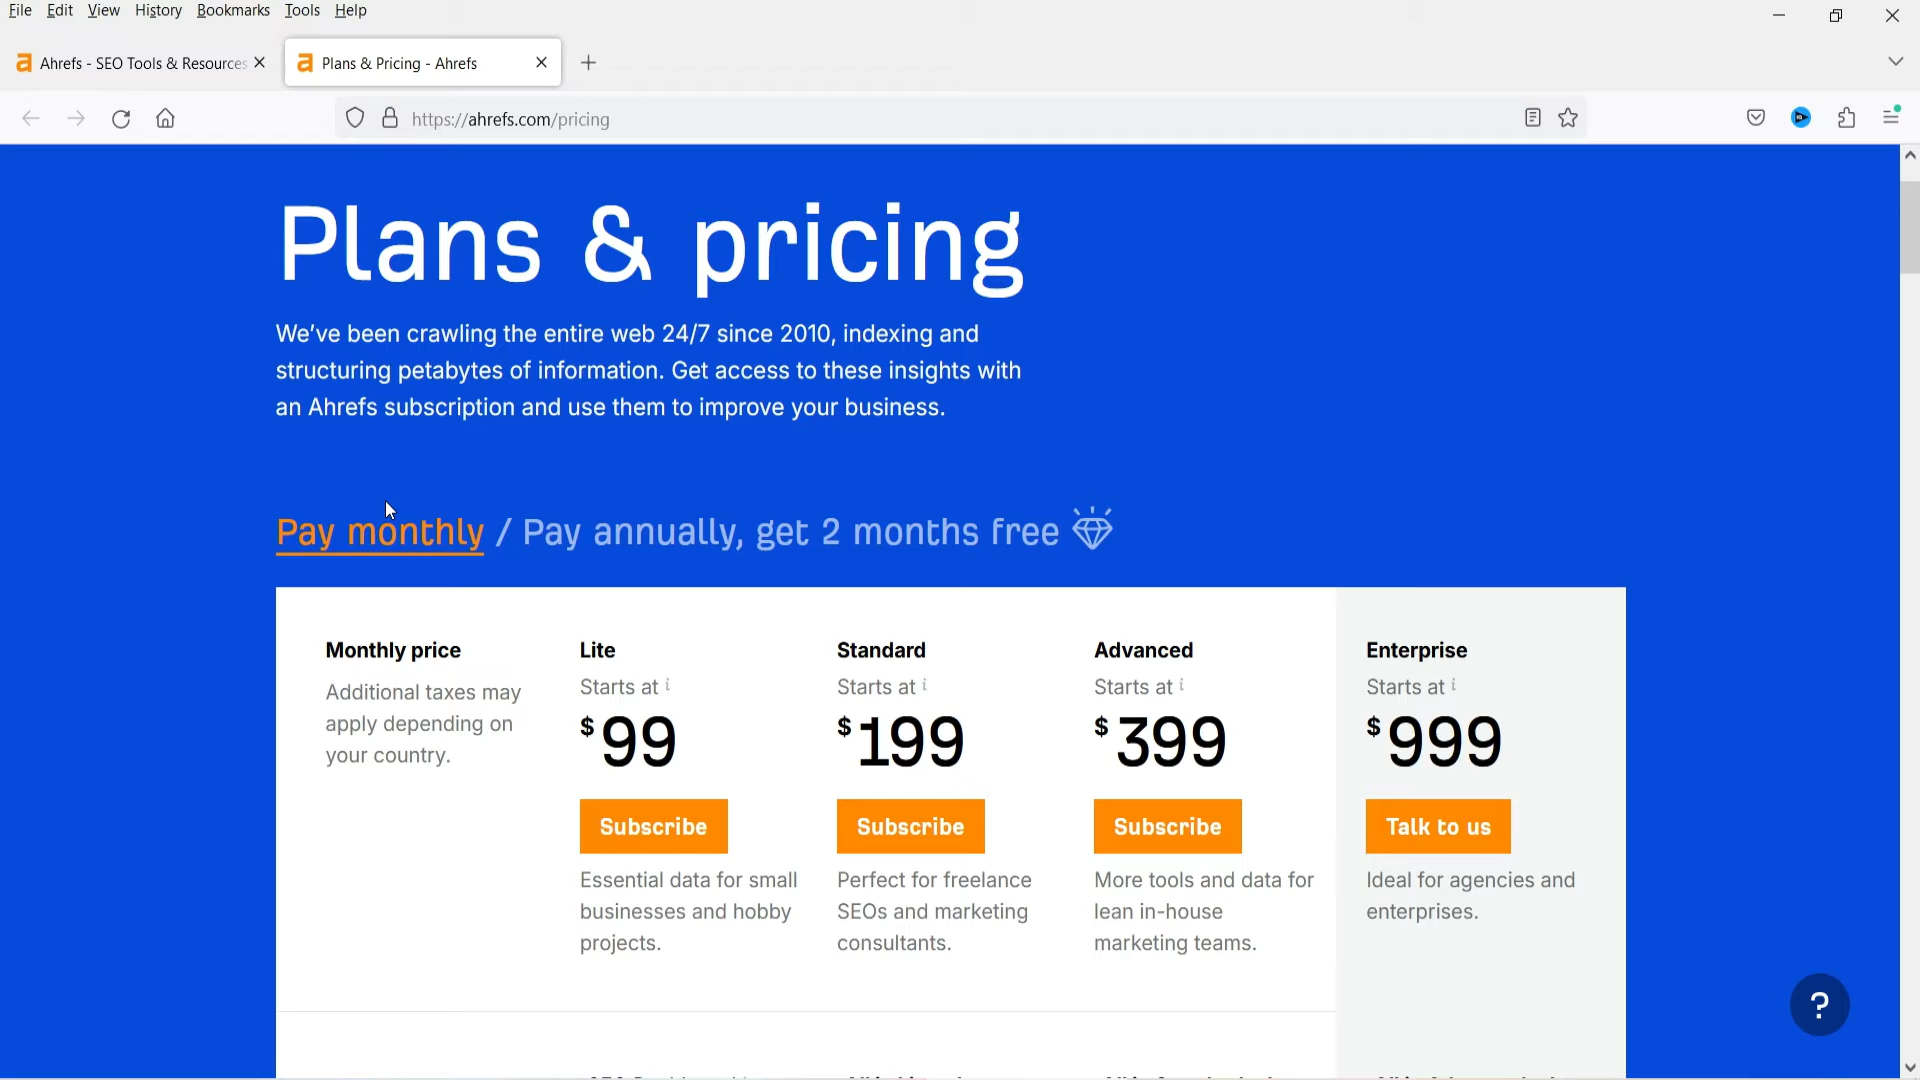 File Edit View History Bookmarks Tools Help
Ahrefs - SEO Tools & Resources
Plans & Pricing - Ahrefs
https://ahrefs.com/pricing
Plans & pricing
We've been crawling the entire web 24/7 since 2010, indexing and
structuring petabytes of information. Get access to these insights with
an Ahrefs subscription and use them to improve your business.
Pay monthly / Pay annually, get 2 months free
Monthly price
Additional taxes may
apply depending on
your country.
Lite
Starts at i
$99
Subscribe
Essential data for small
businesses and hobby
projects.
Standard
Starts at i
$199
Subscribe
Perfect for freelance
SEOs and marketing
consultants.
Advanced
Starts at i
$399
Subscribe
More tools and data for
lean in-house
marketing teams.
Enterprise
Starts at i
$999
Talk to us
Ideal for agencies and
enterprises.
?